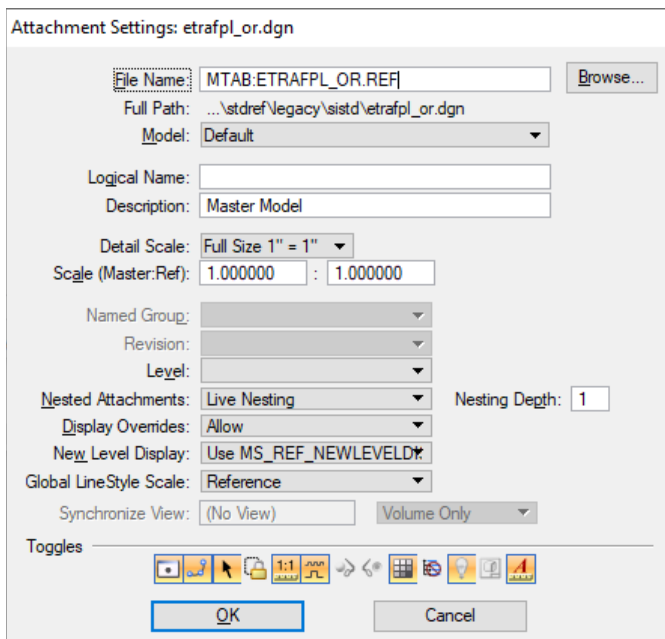 Attachment Settings: etrafpl_or.dgn
File Name: MTAB:ETRAFPL_OR.REF Browse...
Full Path: ...\stdref\legacy\sistd\etrafpl_or.dgn
Model: Default
Logical Name:
Description: Master Model
Detail Scale: Full Size 1" = 1"
Scale (Master:Ref): 1.000000 : 1.000000
Named Group:
Revision:
Level:
Nested Attachments: Live Nesting Nesting Depth: 1
Display Overrides: Allow
New Level Display: Use MS_REF_NEWLEVELDI
Global LineStyle Scale: Reference
Synchronize View: (No View) Volume Only
Toggles
1:1 A
OK Cancel